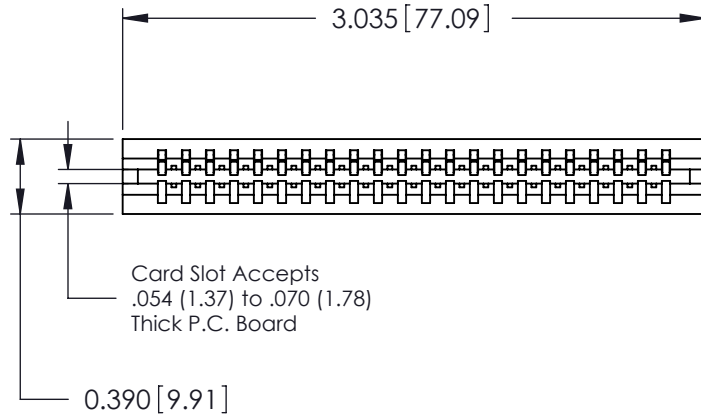 3.035[77.09]
Card Slot Accepts
.054 (1.37) to .070 (1.78)
Thick P.C. Board
0.390[9.91]